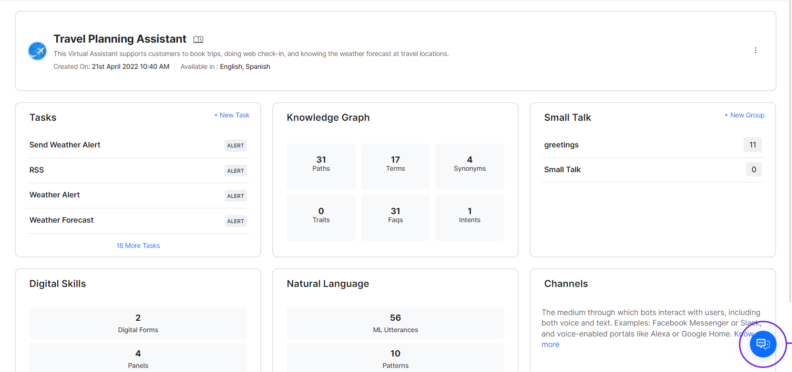 Travel Planning Assistant
This Virtual Assistant supports customers to book trips, doing web check-in, and knowing the weather forecast at travel locations.
Created On: 21st April 2022 10:40 AM Available in : English, Spanish
Tasks
+ New Task
Send Weather Alert ALERT
RSS ALERT
Weather Alert ALERT
Weather Forecast ALERT
18 More Tasks
Knowledge Graph
31 17 4
Paths Terms Synonyms
0 31 1
Traits Faqs Intents
Small Talk
+ New Group
greetings 11
Small Talk 0
Digital Skills
2
Digital Forms
4
Panels
Natural Language
56
ML Utterances
10
Patterns
Channels
The medium through which bots interact with users, including
both voice and text. Examples: Facebook Messenger or Slack,
and voice-enabled portals like Alexa or Google Home. Know
more